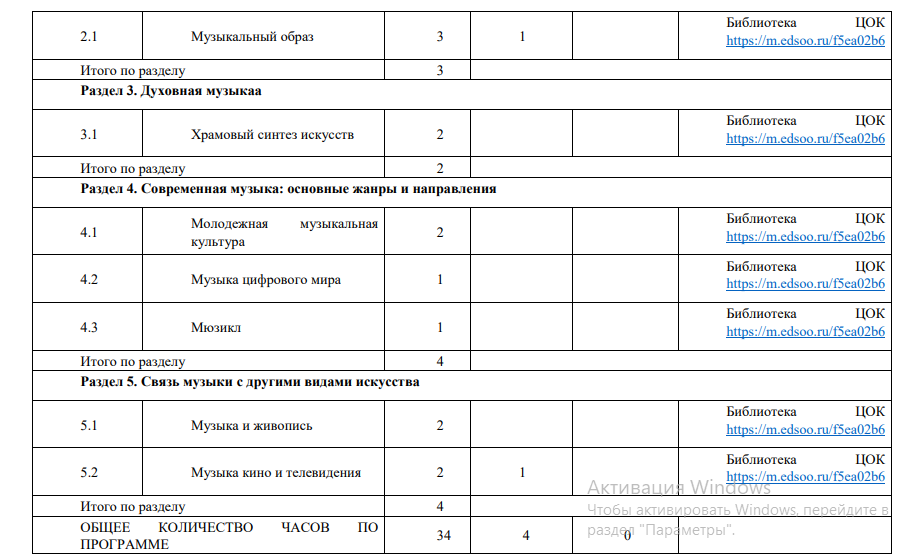 2.1 Музыкальный образ 3 1 Библиотека ЦОК
https://m.edsoo.ru/f5ea02b6
Итого по разделу 3
Раздел 3. Духовная музыкаа
3.1 Храмовый синтез искусств 2 Библиотека ЦОК
https://m.edsoo.ru/f5ea02b6
Итого по разделу 2
Раздел 4. Современная музыка: основные жанры и направления
4.1 Молодежная музыкальная
культура 2 Библиотека ЦОК
https://m.edsoo.ru/f5ea02b6
4.2 Музыка цифрового мира 1 Библиотека ЦОК
https://m.edsoo.ru/f5ea02b6
4.3 Мюзикл 1 Библиотека ЦОК
https://m.edsoo.ru/f5ea02b6
Итого по разделу 4
Раздел 5. Связь музыки с другими видами искусства
5.1 Музыка и живопись 2 Библиотека ЦОК
https://m.edsoo.ru/f5ea02b6
5.2 Музыка кино и телевидения 2 1 Библиотека ЦОК
https://m.edsoo.ru/f5ea02b6
Итого по разделу 4
ОБЩЕЕ КОЛИЧЕСТВО ЧАСОВ ПО
ПРОГРАММЕ 34 4 0
Активация Windows
Чтобы активировать Windows, перейдите в
раздел "Параметры".